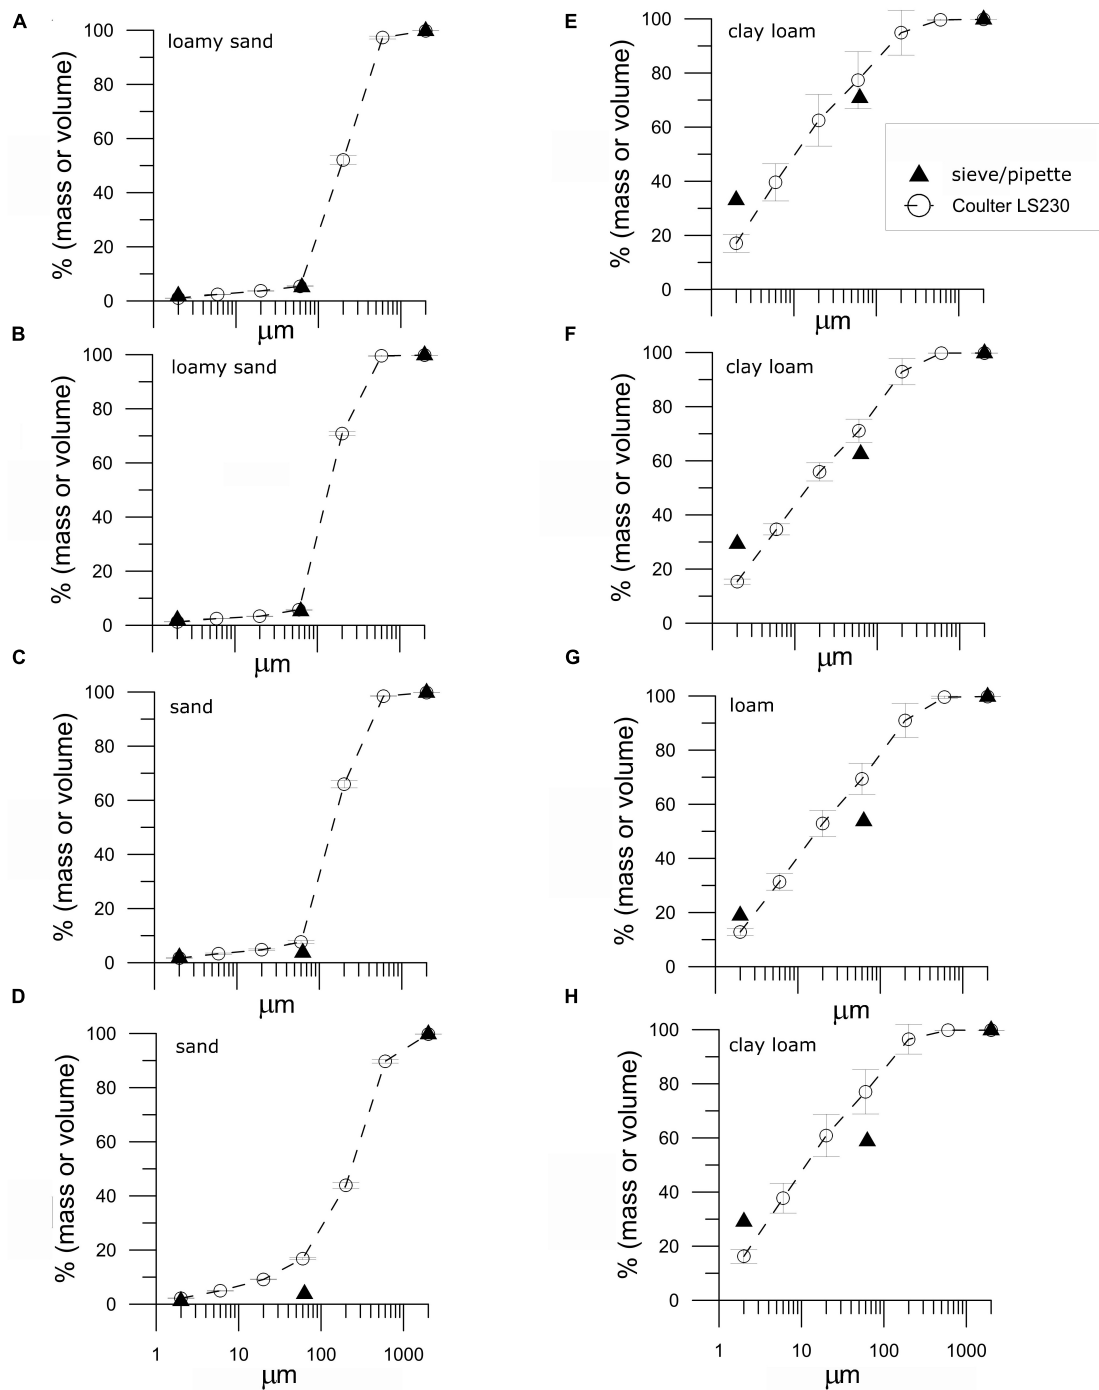 A
loamy sand
% (mass or volume)
100
80
60
40
20
0
μm
B
loamy sand
% (mass or volume)
100
80
60
40
20
0
μm
C
sand
% (mass or volume)
100
80
60
40
20
0
μm
D
sand
% (mass or volume)
100
80
60
40
20
0
1 10 100 1000
μm
E
clay loam
% (mass or volume)
100
80
60
40
20
0
sieve/pipette
Coulter LS230
μm
F
clay loam
% (mass or volume)
100
80
60
40
20
0
μm
G
loam
% (mass or volume)
100
80
60
40
20
0
μm
H
clay loam
% (mass or volume)
100
80
60
40
20
0
1 10 100 1000
μm